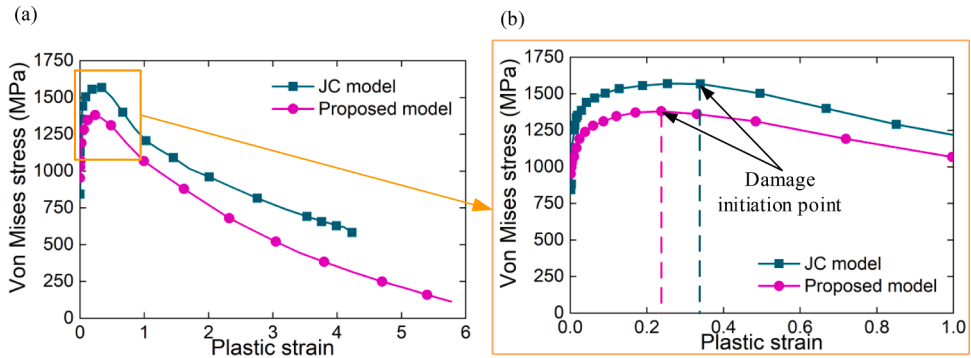 (a)
Von Mises stress (MPa)
1750
1500
1250
1000
750
500
250
0
0 1 2 3 4 5 6
Plastic strain
JC model
Proposed model
(b)
Von Mises stress (MPa)
1750
1500
1250
1000
750
500
250
0
0.0 0.2 0.4 0.6 0.8 1.0
Plastic strain
JC model
Proposed model
Damage
initiation point